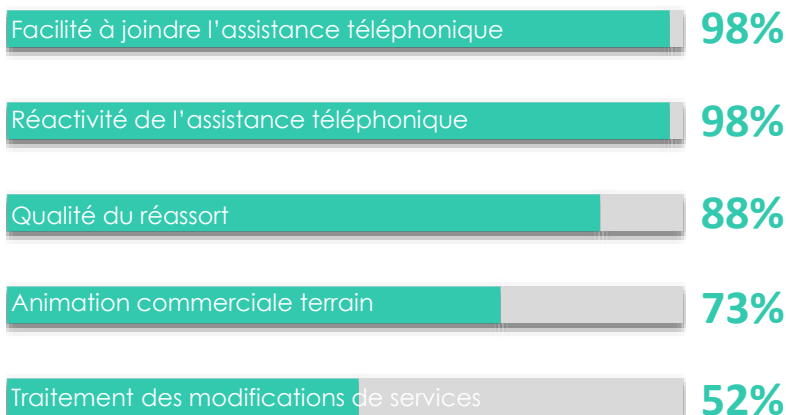 Facilité à joindre l’assistance téléphonique 98%
Réactivité de l’assistance téléphonique 98%
Qualité du réassort 88%
Animation commerciale terrain 73%
Traitement des modifications de services 52%